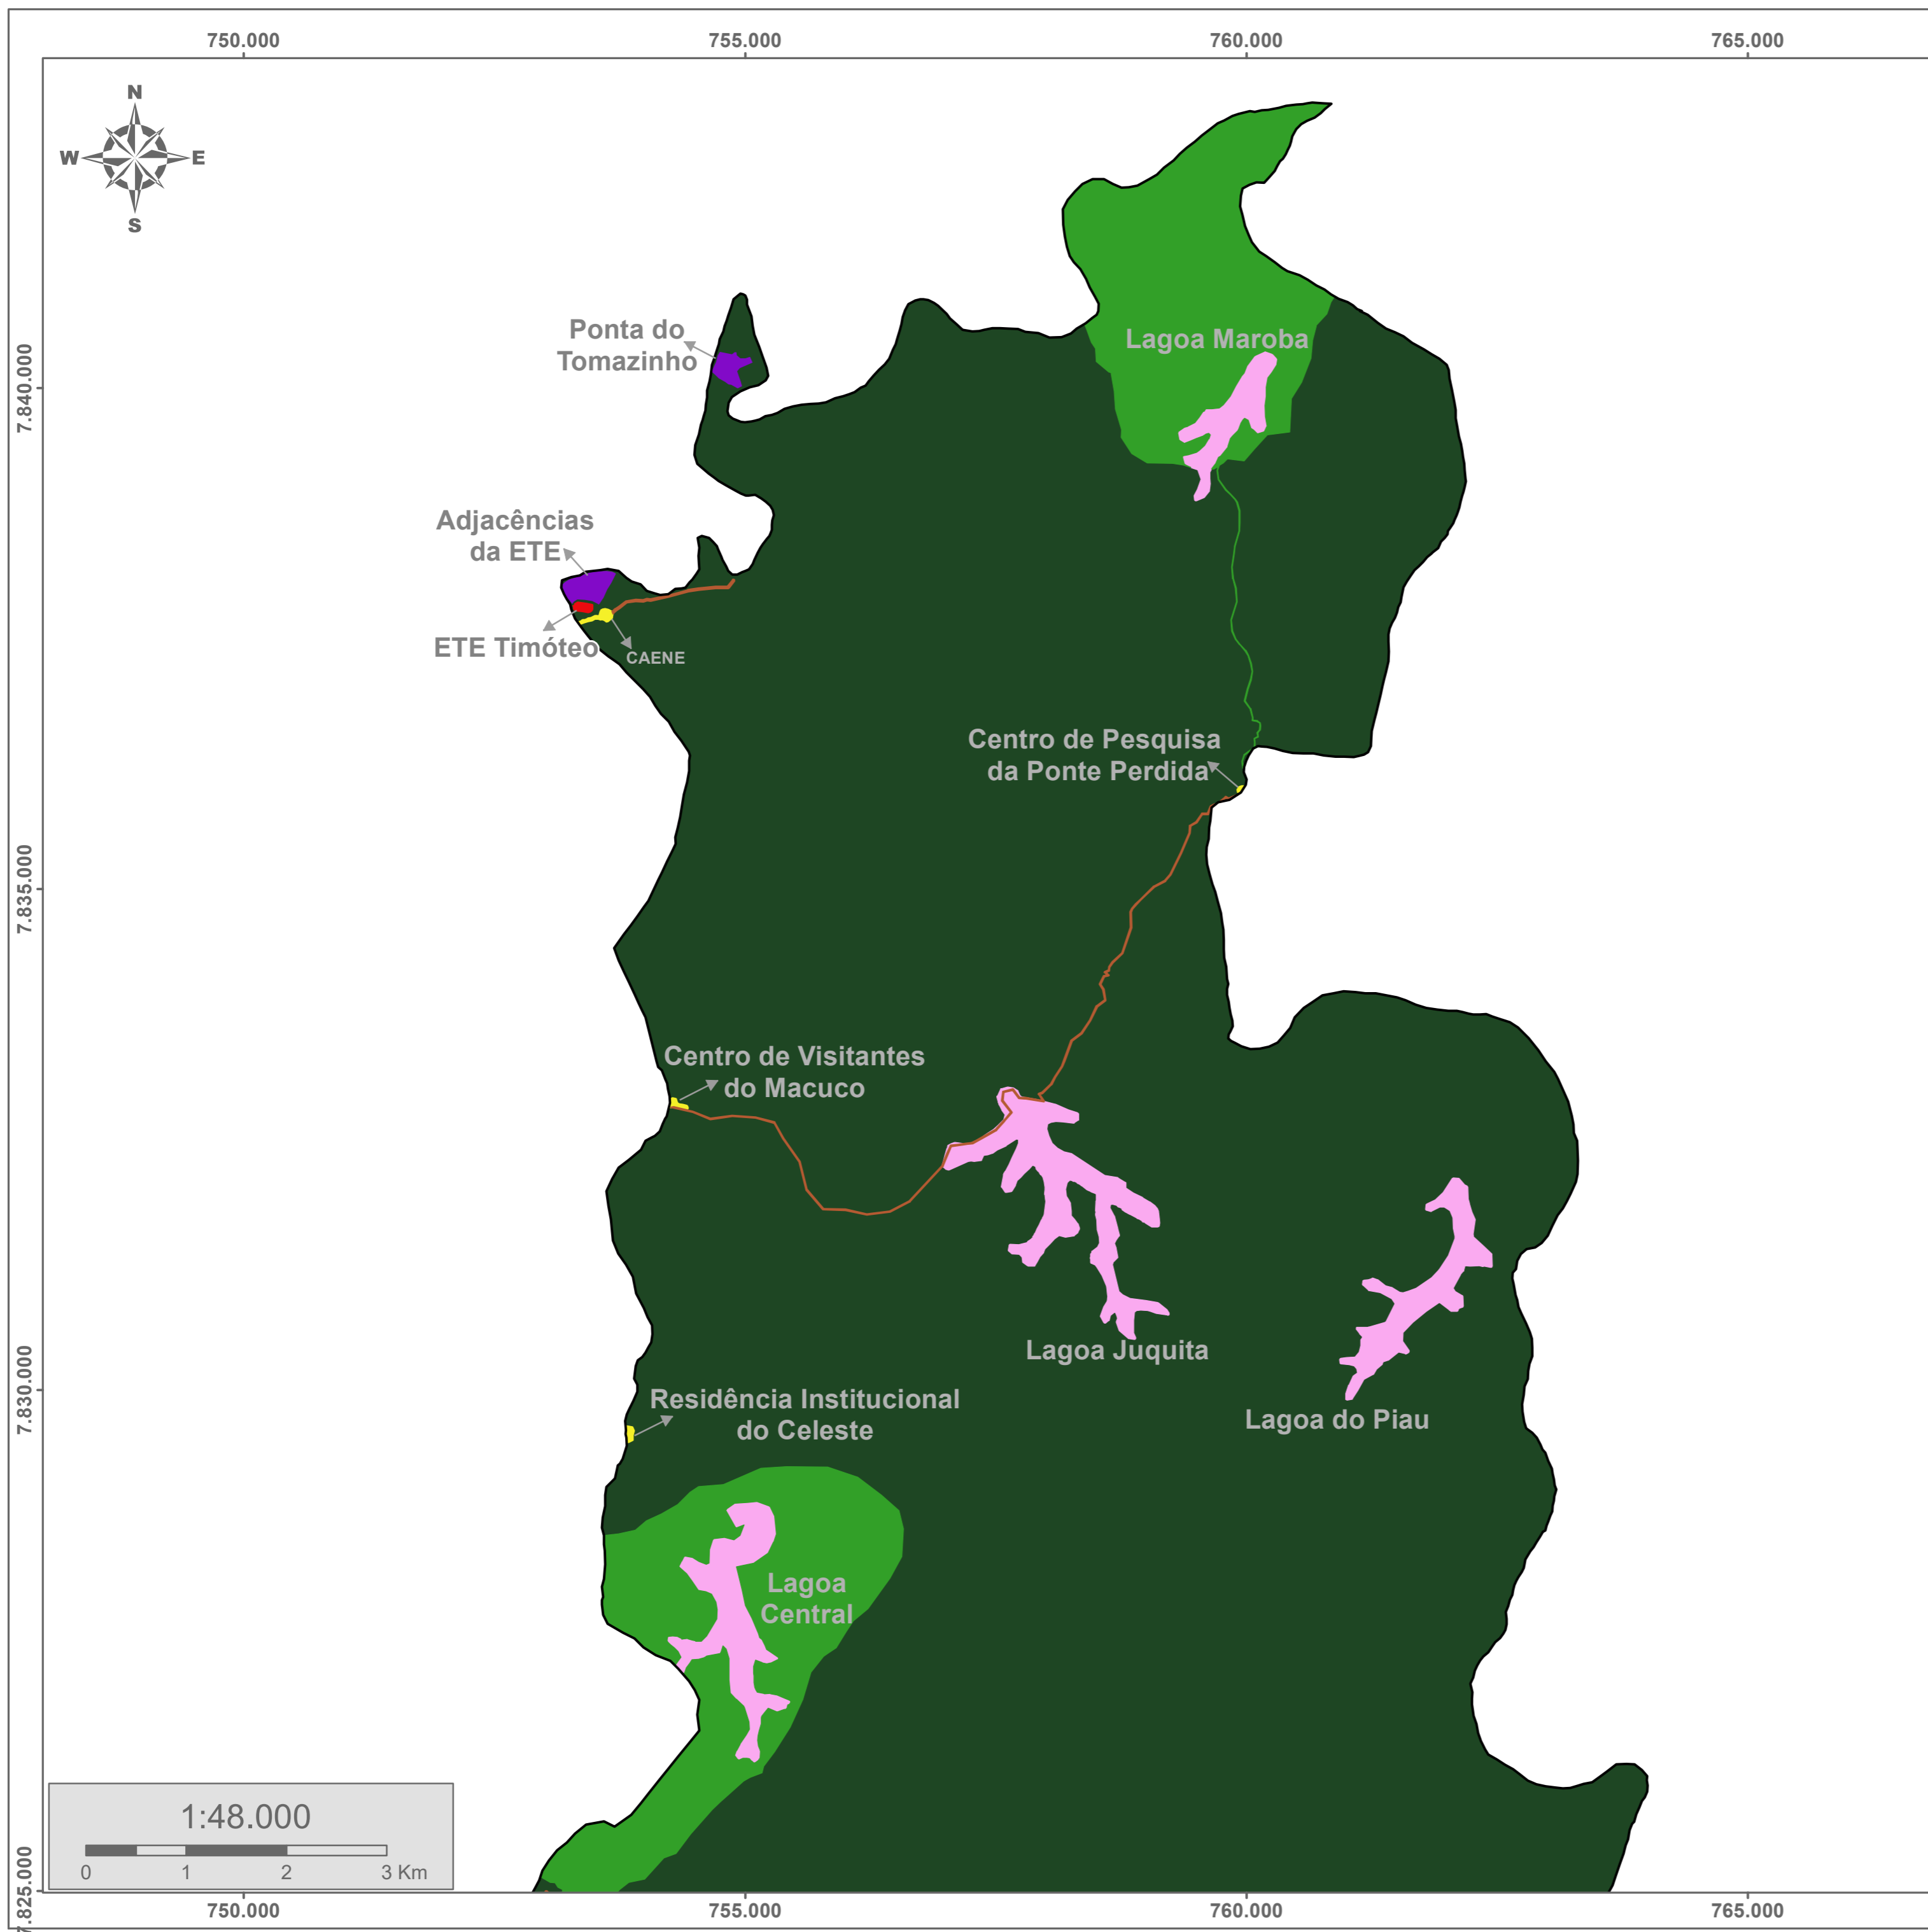 750.000
755.000
760.000
765.000
N
W
E
S
Lagoa Maroba
Ponta do
Tomazinho
7.840.000
Adjacências
da ETE
ETE Timóteo
CAENE
Centro de Pesquisa
da Ponte Perdida
7.835.000
Centro de Visitantes
do Macuco
Lagoa Juquita
7.830.000
Residência Institucional
do Celeste
Lagoa do Piau
Lagoa
Central
1:48.000
0
1
2
3 Km
7.825.000
750.000
755.000
760.000
765.000